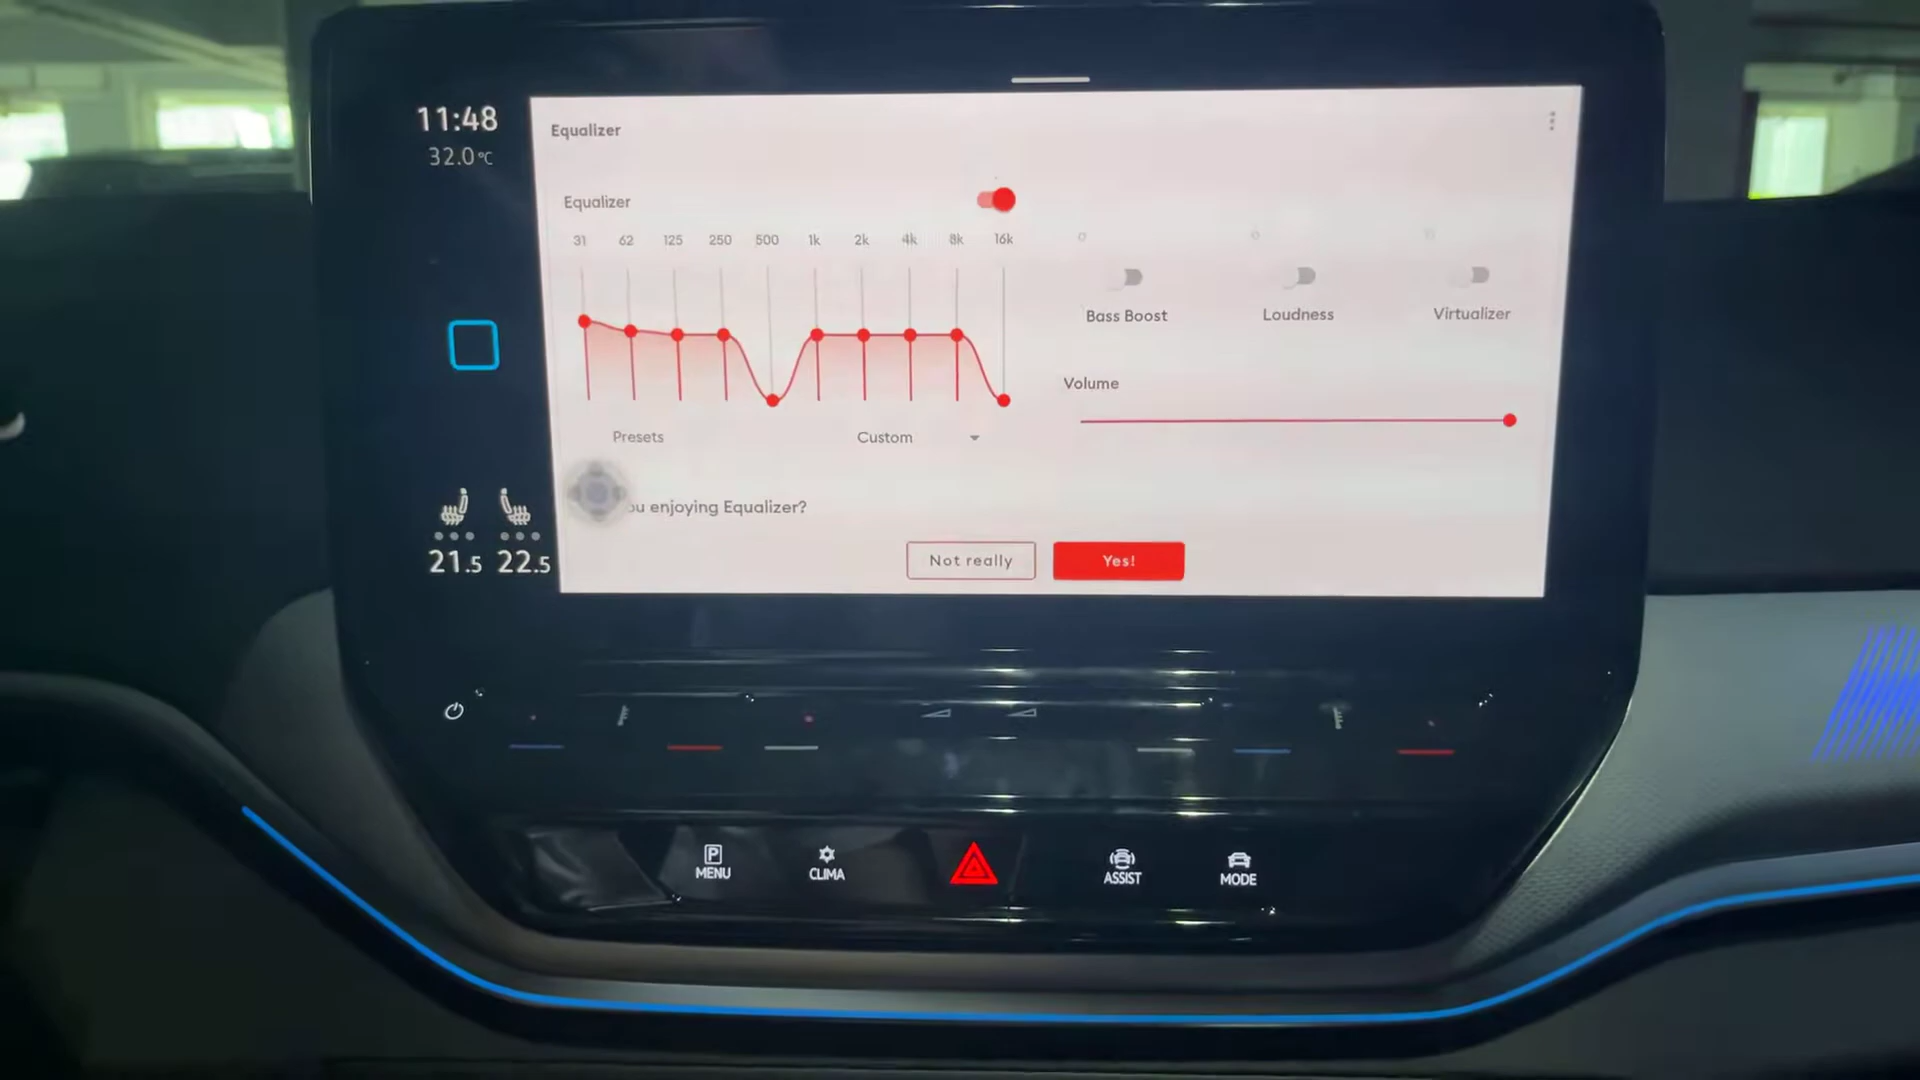 11:48
32.0°C
Equalizer
Equalizer
31 62 125 250 500 1k 2k 4k 8k 16k
Bass Boost
Loudness
Virtualizer
Volume
Presets
Custom
ou enjoying Equalizer?
Not really
Yes!
21.5 22.5
P
MENU
CLIMA
ASSIST
MODE